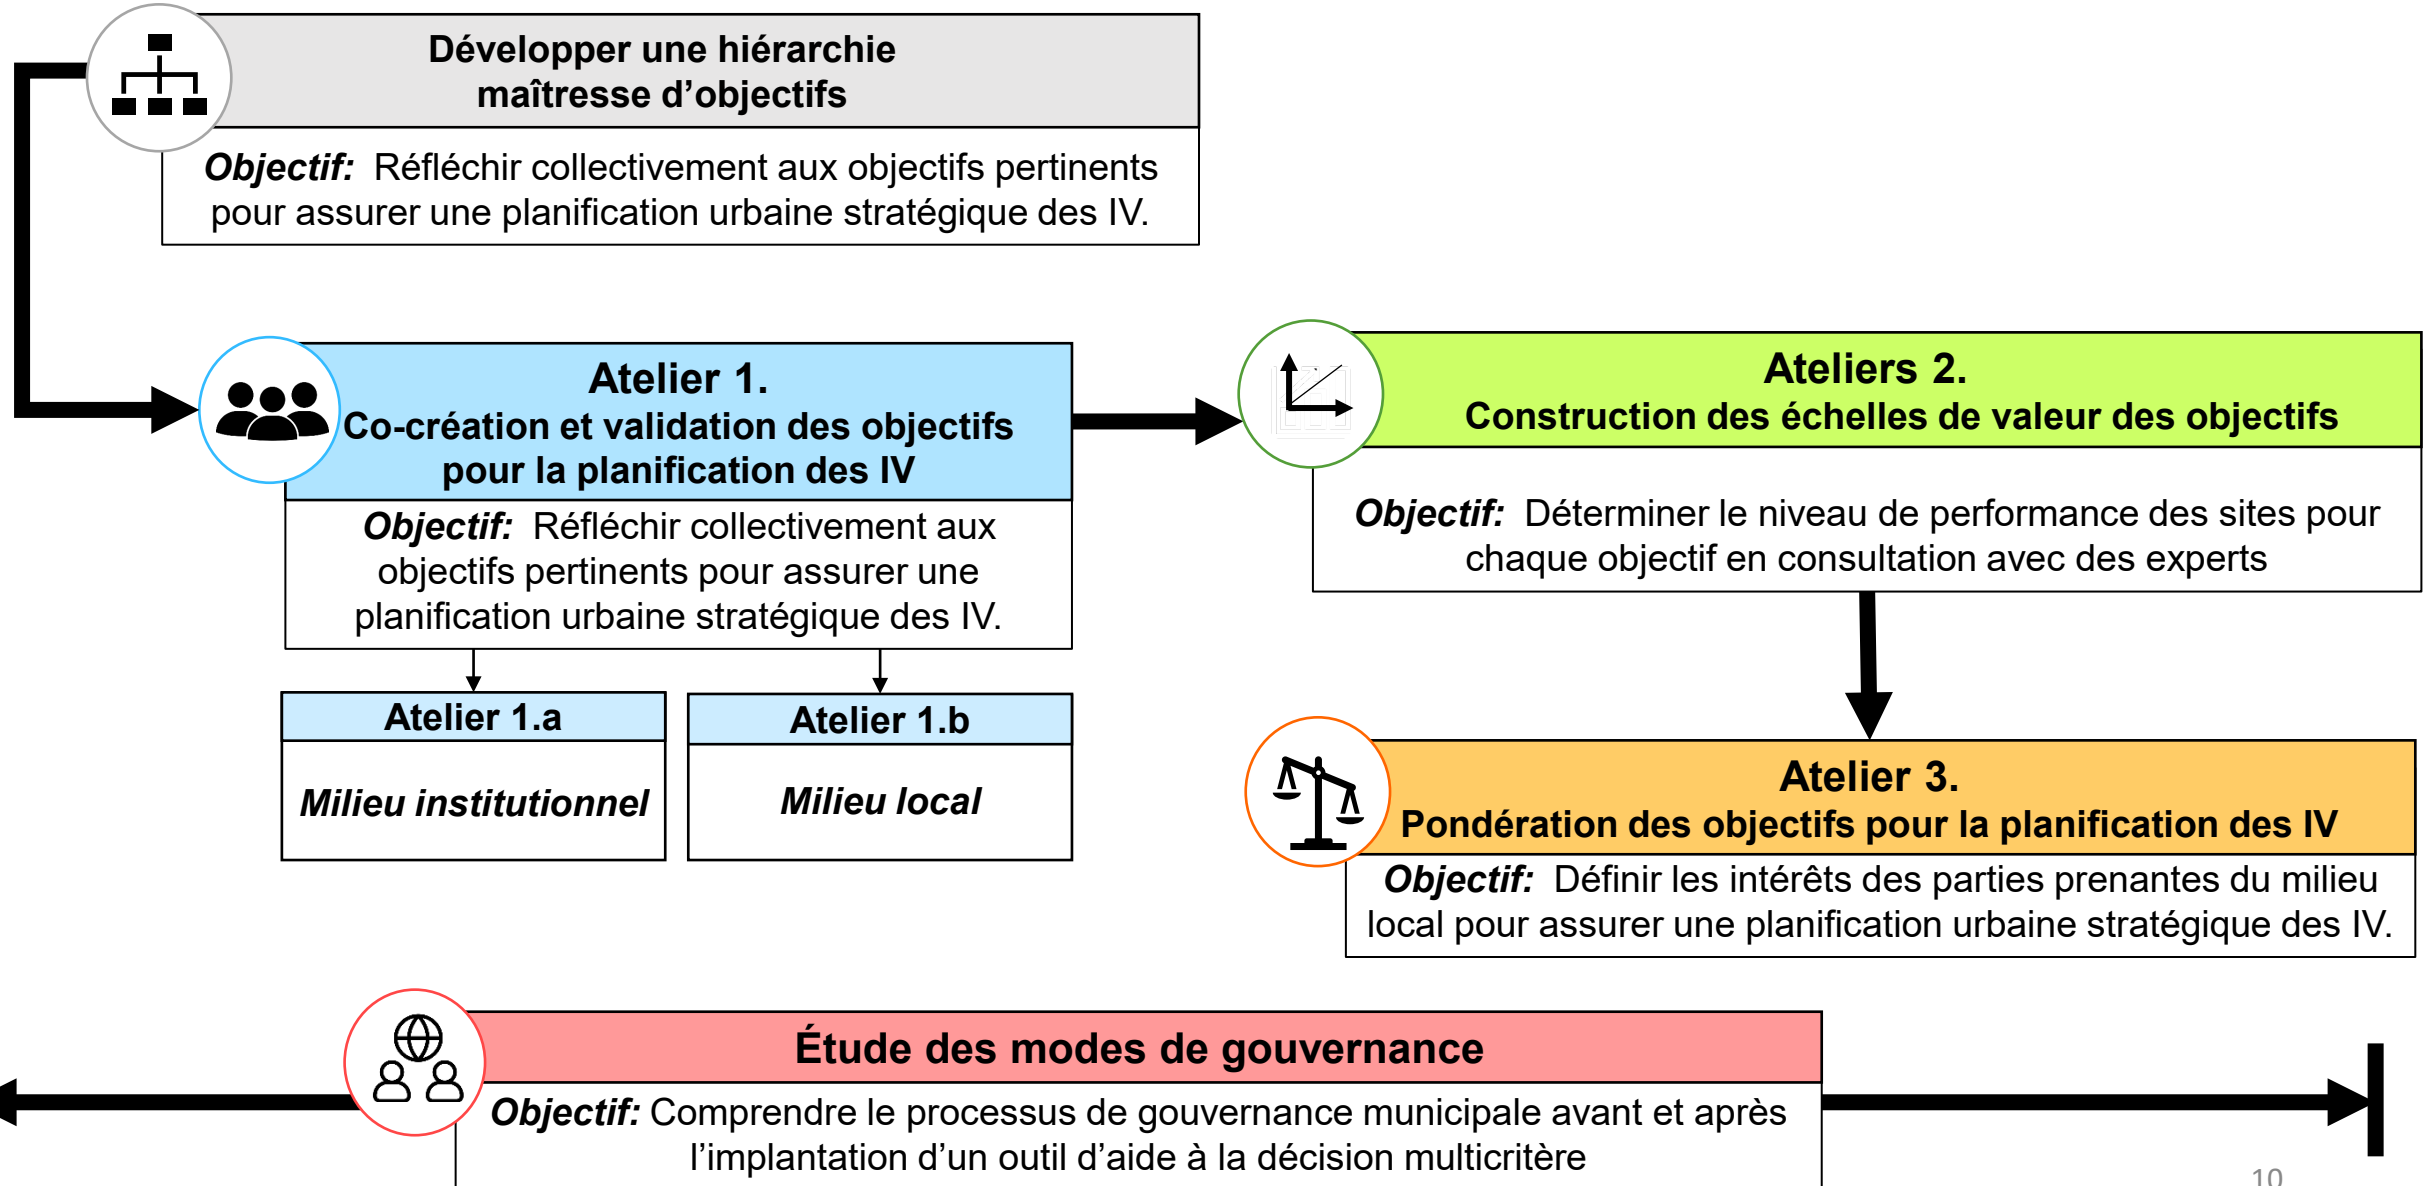 Développer une hiérarchie
maîtresse d’objectifs
Objectif: Réfléchir collectivement aux objectifs pertinents
pour assurer une planification urbaine stratégique des IV.
Atelier 1.
Co-création et validation des objectifs
pour la planification des IV
Objectif: Réfléchir collectivement aux
objectifs pertinents pour assurer une
planification urbaine stratégique des IV.
Atelier 1.a
Milieu institutionnel
Atelier 1.b
Milieu local
Ateliers 2.
Construction des échelles de valeur des objectifs
Objectif: Déterminer le niveau de performance des sites pour
chaque objectif en consultation avec des experts
Atelier 3.
Pondération des objectifs pour la planification des IV
Objectif: Définir les intérêts des parties prenantes du milieu
local pour assurer une planification urbaine stratégique des IV.
Étude des modes de gouvernance
Objectif: Comprendre le processus de gouvernance municipale avant et après
l’implantation d’un outil d’aide à la décision multicritère
10